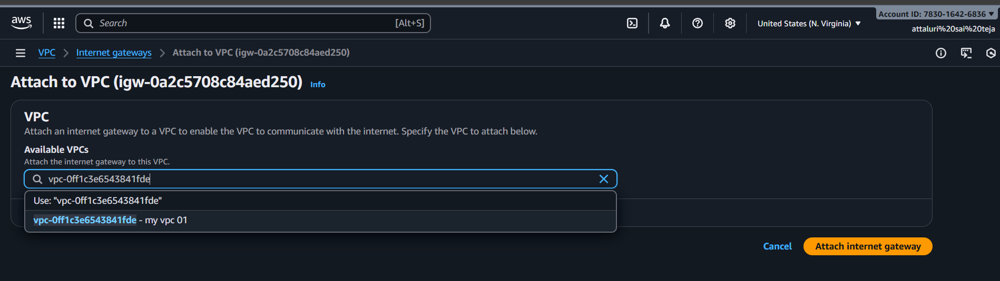 aws
Search [Alt+S]
United States (N. Virginia)
Account ID: 7830-1642-6836
attaluri%20sai%20teja
VPC > Internet gateways > Attach to VPC (igw-0a2c5708c84aed250)
Attach to VPC (igw-0a2c5708c84aed250) Info
VPC
Attach an internet gateway to a VPC to enable the VPC to communicate with the internet. Specify the VPC to attach below.
Available VPCs
Attach the internet gateway to this VPC.
vpc-0ff1c3e6543841fde
Use: "vpc-0ff1c3e6543841fde"
vpc-0ff1c3e6543841fde - my vpc 01
Cancel Attach internet gateway